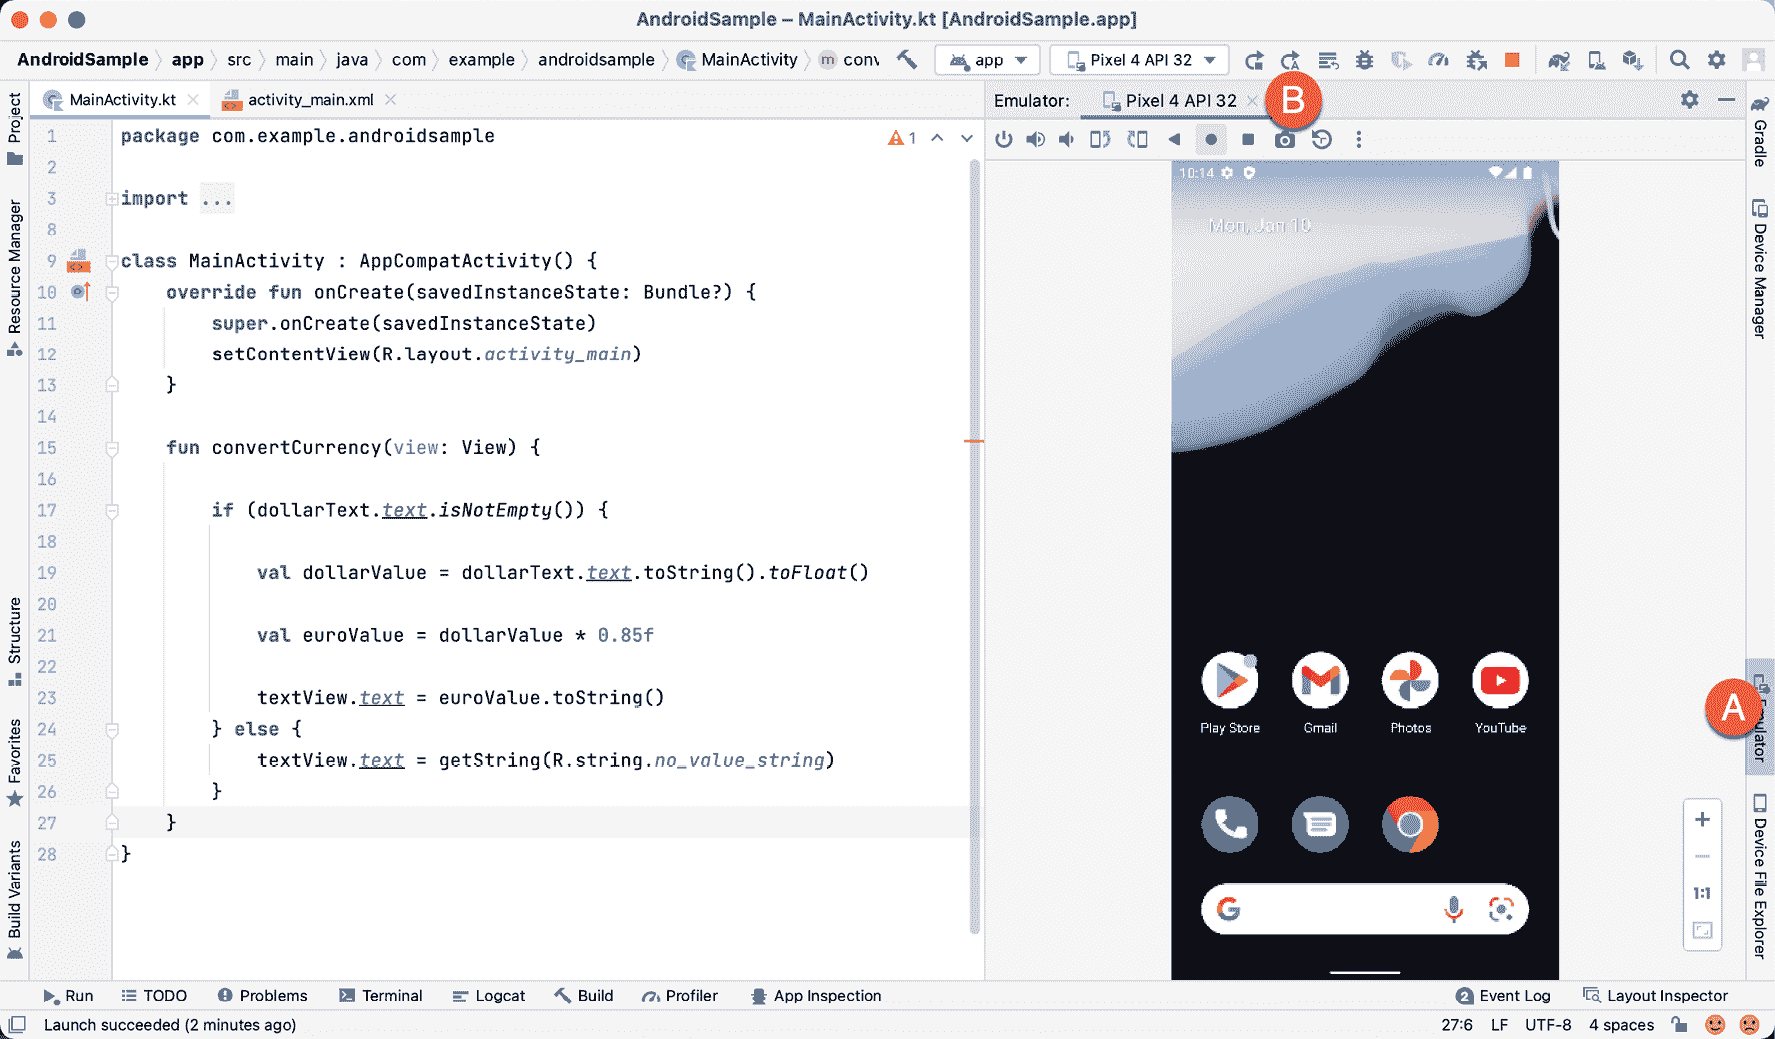 AndroidSample – MainActivity.kt [AndroidSample.app]
AndroidSample app src main java com example androidsample MainActivity m conv app Pixel 4 API 32
MainActivity.kt activity_main.xml
Emulator: Pixel 4 API 32 B
Project
Resource Manager
Structure
Favorites
Build Variants
1 package com.example.androidsample
1
2
3 import ...
8
9 class MainActivity : AppCompatActivity() {
10 override fun onCreate(savedInstanceState: Bundle?) {
11 super.onCreate(savedInstanceState)
12 setContentView(R.layout.activity_main)
13 }
14
15 fun convertCurrency(view: View) {
16
17 if (dollarText.text.isNotEmpty()) {
18
19 val dollarValue = dollarText.text.toString().toFloat()
20
21 val euroValue = dollarValue * 0.85f
22
23 textView.text = euroValue.toString()
24 } else {
25 textView.text = getString(R.string.no_value_string)
26 }
27 }
28 }
10:14
Mon, Jan 10
Play Store Gmail Photos YouTube
G
A
1:1
Gradle
Device Manager
Emulator
Device File Explorer
Run TODO Problems Terminal Logcat Build Profiler App Inspection 2 Event Log Layout Inspector
Launch succeeded (2 minutes ago) 27:6 LF UTF-8 4 spaces